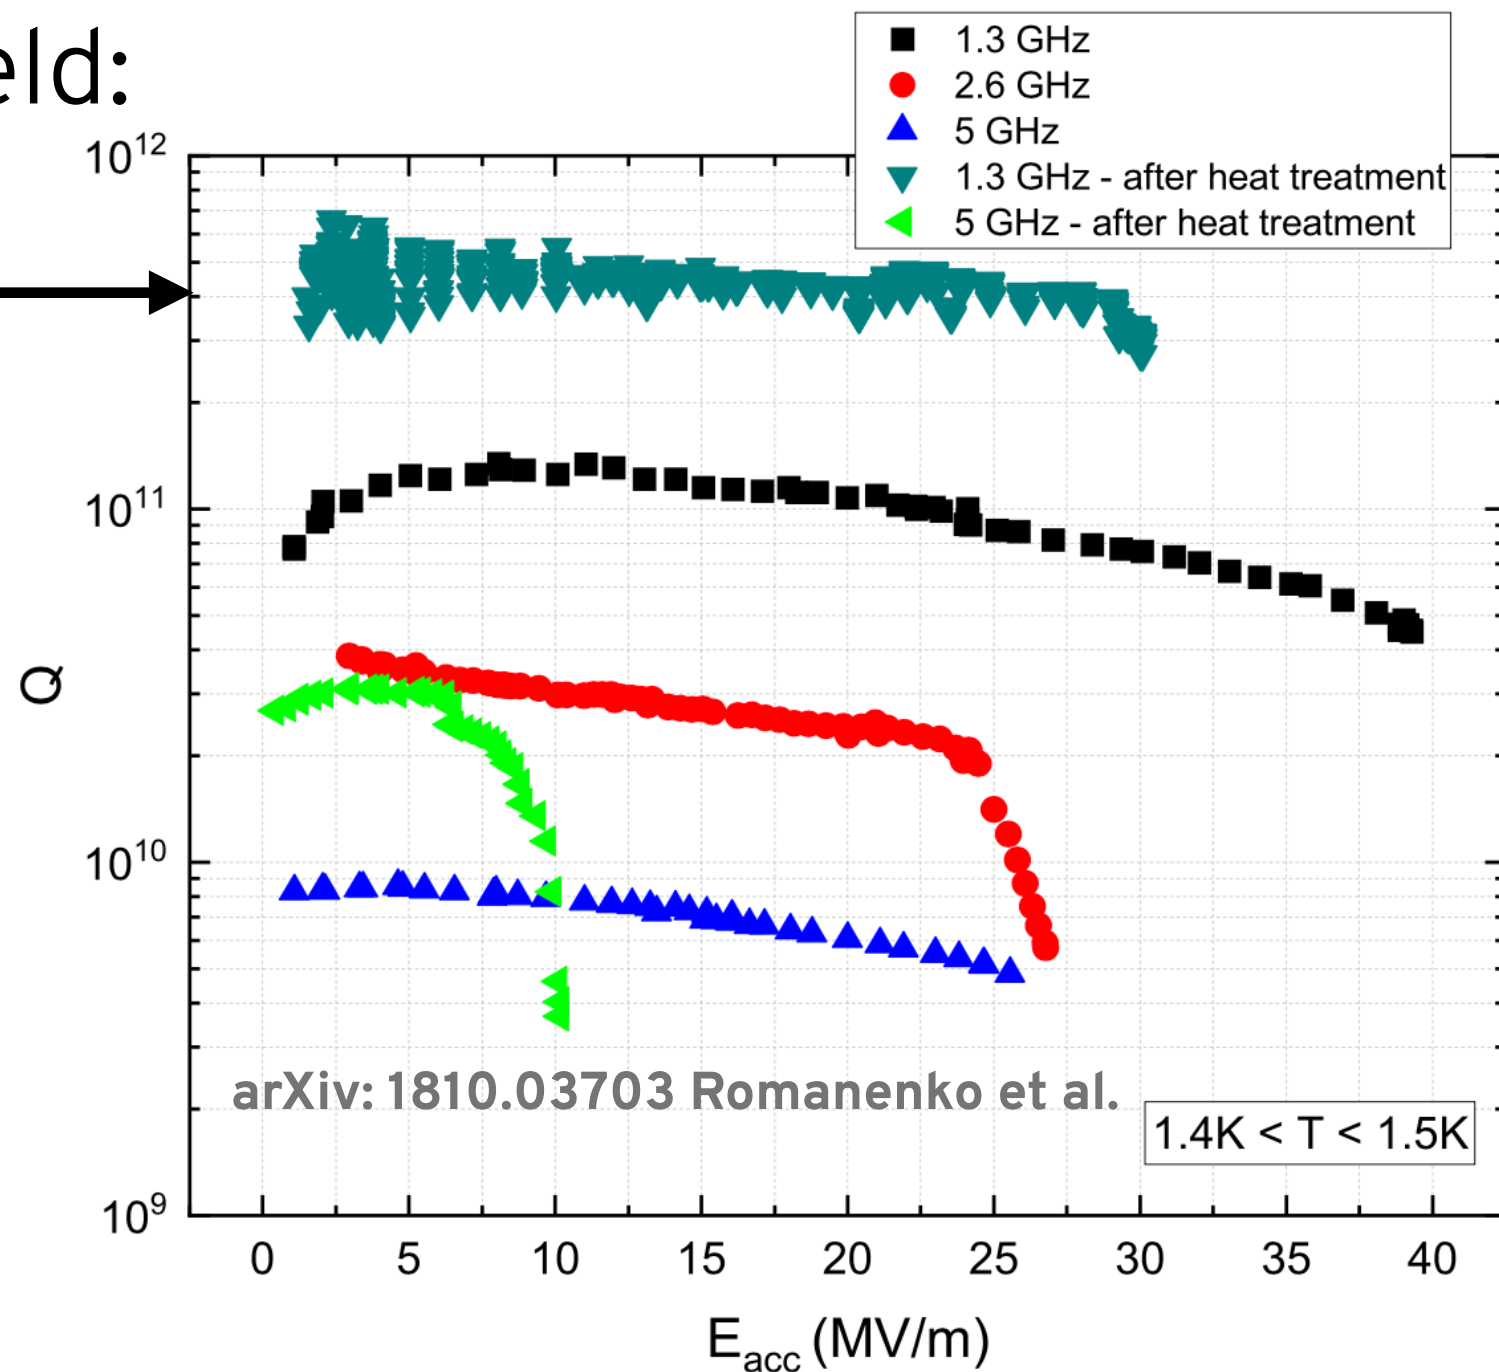 eld:
1.3 GHz
2.6 GHz
5 GHz
1.3 GHz - after heat treatment
5 GHz - after heat treatment
10¹²
10¹¹
10¹⁰
10⁹
Q
arXiv: 1810.03703 Romanenko et al.
1.4K < T < 1.5K
0 5 10 15 20 25 30 35 40
E_acc (MV/m)